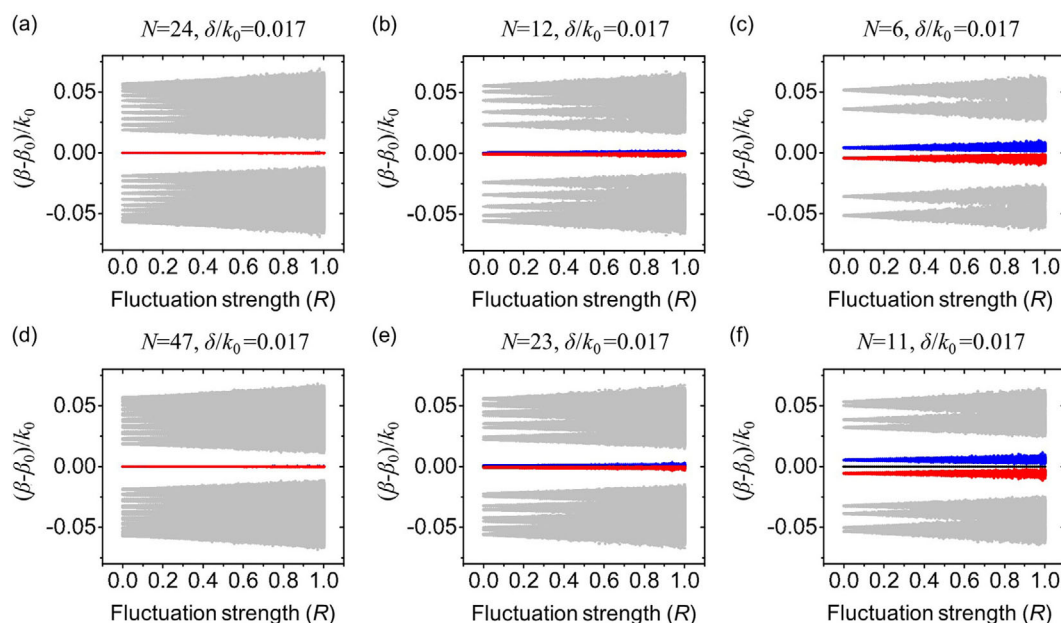 (a) N=24, δ/k0=0.017
(β-β0)/k0
0.05
0.00
-0.05
0.0 0.2 0.4 0.6 0.8 1.0
Fluctuation strength (R)
(b) N=12, δ/k0=0.017
(β-β0)/k0
0.05
0.00
-0.05
0.0 0.2 0.4 0.6 0.8 1.0
Fluctuation strength (R)
(c) N=6, δ/k0=0.017
(β-β0)/k0
0.05
0.00
-0.05
0.0 0.2 0.4 0.6 0.8 1.0
Fluctuation strength (R)
(d) N=47, δ/k0=0.017
(β-β0)/k0
0.05
0.00
-0.05
0.0 0.2 0.4 0.6 0.8 1.0
Fluctuation strength (R)
(e) N=23, δ/k0=0.017
(β-β0)/k0
0.05
0.00
-0.05
0.0 0.2 0.4 0.6 0.8 1.0
Fluctuation strength (R)
(f) N=11, δ/k0=0.017
(β-β0)/k0
0.05
0.00
-0.05
0.0 0.2 0.4 0.6 0.8 1.0
Fluctuation strength (R)